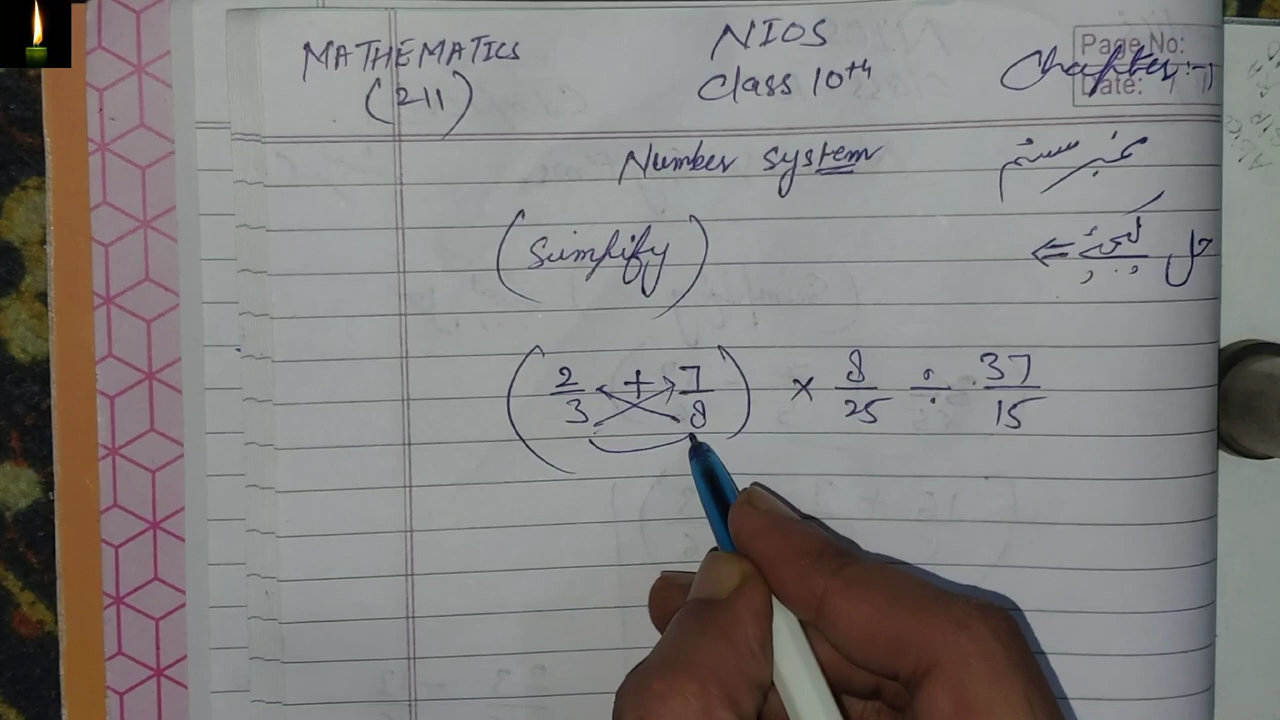 MATHEMATICS
(211)
NIOS
Class 10th
Page No:
Date:
Chapter :- 1
Number system
نمبر سسٹم
(Simplify)
حل کیجئے ⇐
(2/3 + 7/8) × 8/25 ÷ 37/15